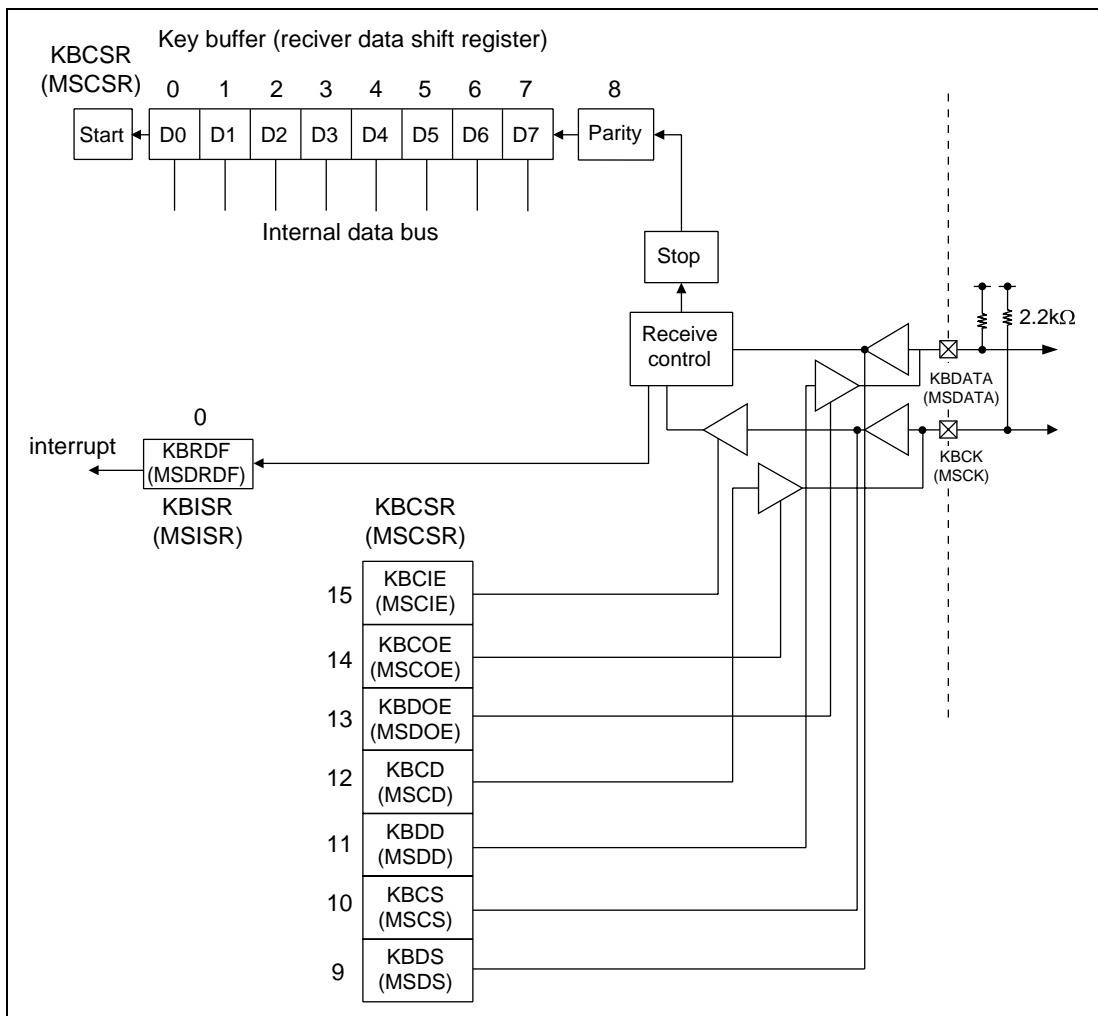 Key buffer (reciver data shift register)
KBCSR
(MSCSR)
0 1 2 3 4 5 6 7 8
Start D0 D1 D2 D3 D4 D5 D6 D7 Parity
Internal data bus
Stop
Receive
control
2.2kΩ
KBDATA
(MSDATA)
KBCK
(MSCK)
0
interrupt
KBRDF
(MSDRDF)
KBISR
(MSISR)
KBCSR
(MSCSR)
15
KBCIE
(MSCIE)
14
KBCOE
(MSCOE)
13
KBDOE
(MSDOE)
12
KBCD
(MSCD)
11
KBDD
(MSDD)
10
KBCS
(MSCS)
9
KBDS
(MSDS)